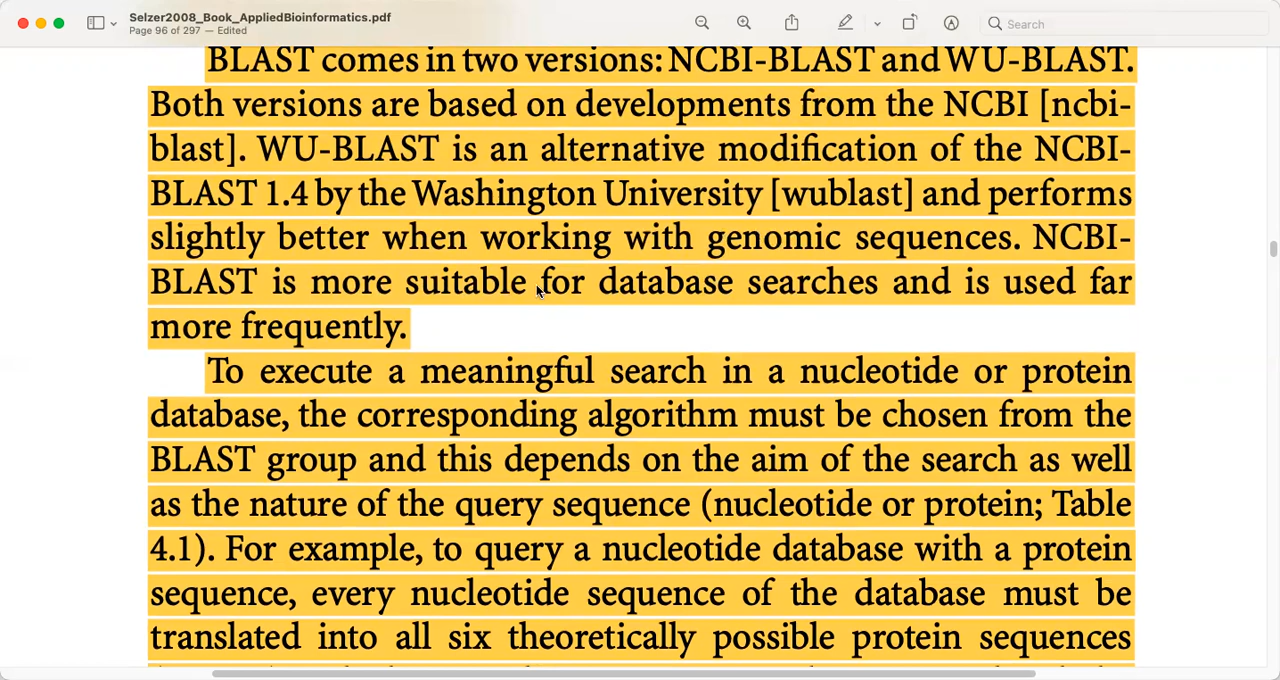 Selzer2008_Book_AppliedBioinformatics.pdf
Page 96 of 297 — Edited
Search
BLAST comes in two versions: NCBI-BLAST and WU-BLAST.
Both versions are based on developments from the NCBI [ncbi-
blast]. WU-BLAST is an alternative modification of the NCBI-
BLAST 1.4 by the Washington University [wublast] and performs
slightly better when working with genomic sequences. NCBI-
BLAST is more suitable for database searches and is used far
more frequently.
To execute a meaningful search in a nucleotide or protein
database, the corresponding algorithm must be chosen from the
BLAST group and this depends on the aim of the search as well
as the nature of the query sequence (nucleotide or protein; Table
4.1). For example, to query a nucleotide database with a protein
sequence, every nucleotide sequence of the database must be
translated into all six theoretically possible protein sequences